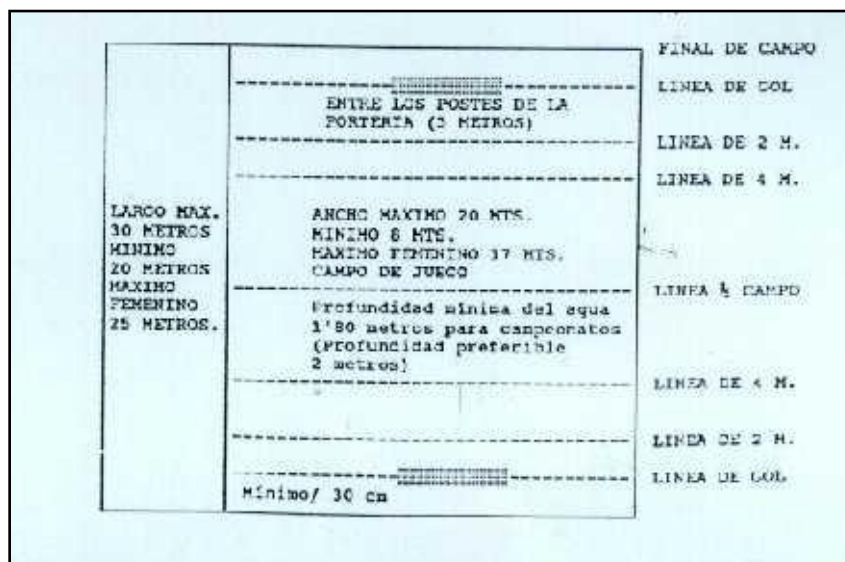 FINAL DE CAMPO
LINEA DE GOL
ENTRE LOS POSTES DE LA
PORTERIA (3 METROS)
LINEA DE 2 M.
LINEA DE 4 M.
LARGO MAX.
30 METROS
MINIMO
20 METROS
MAXIMO
FEMENINO
25 METROS.
ANCHO MAXIMO 20 MTS.
MINIMO 8 MTS.
MAXIMO FEMENINO 17 MTS.
CAMPO DE JUEGO
LINEA ½ CAMPO
Profundidad mínima del agua
1'80 metros para campeonatos
(Profundidad preferible
2 metros)
LINEA DE 4 M.
LINEA DE 2 M.
LINEA DE GOL
Mínimo/ 30 cm